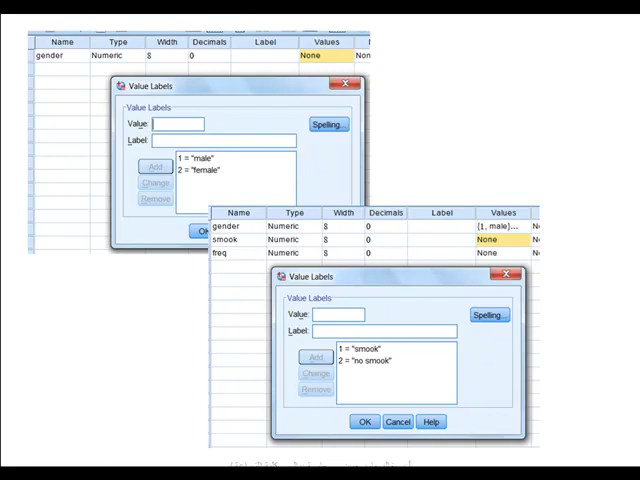 Name Type Width Decimals Label Values
gender Numeric 8 0 None
Value Labels
Value Labels
Value:
Spelling...
Label:
Add
1 = "male"
2 = "female"
Change
Remove
Name Type Width Decimals Label Values
gender Numeric 8 0 {1, male}...
smook Numeric 8 0 None
freq Numeric 8 0 None
Value Labels
Value Labels
Value:
Spelling...
Label:
Add
1 = "smook"
2 = "no smook"
Change
Remove
OK Cancel Help